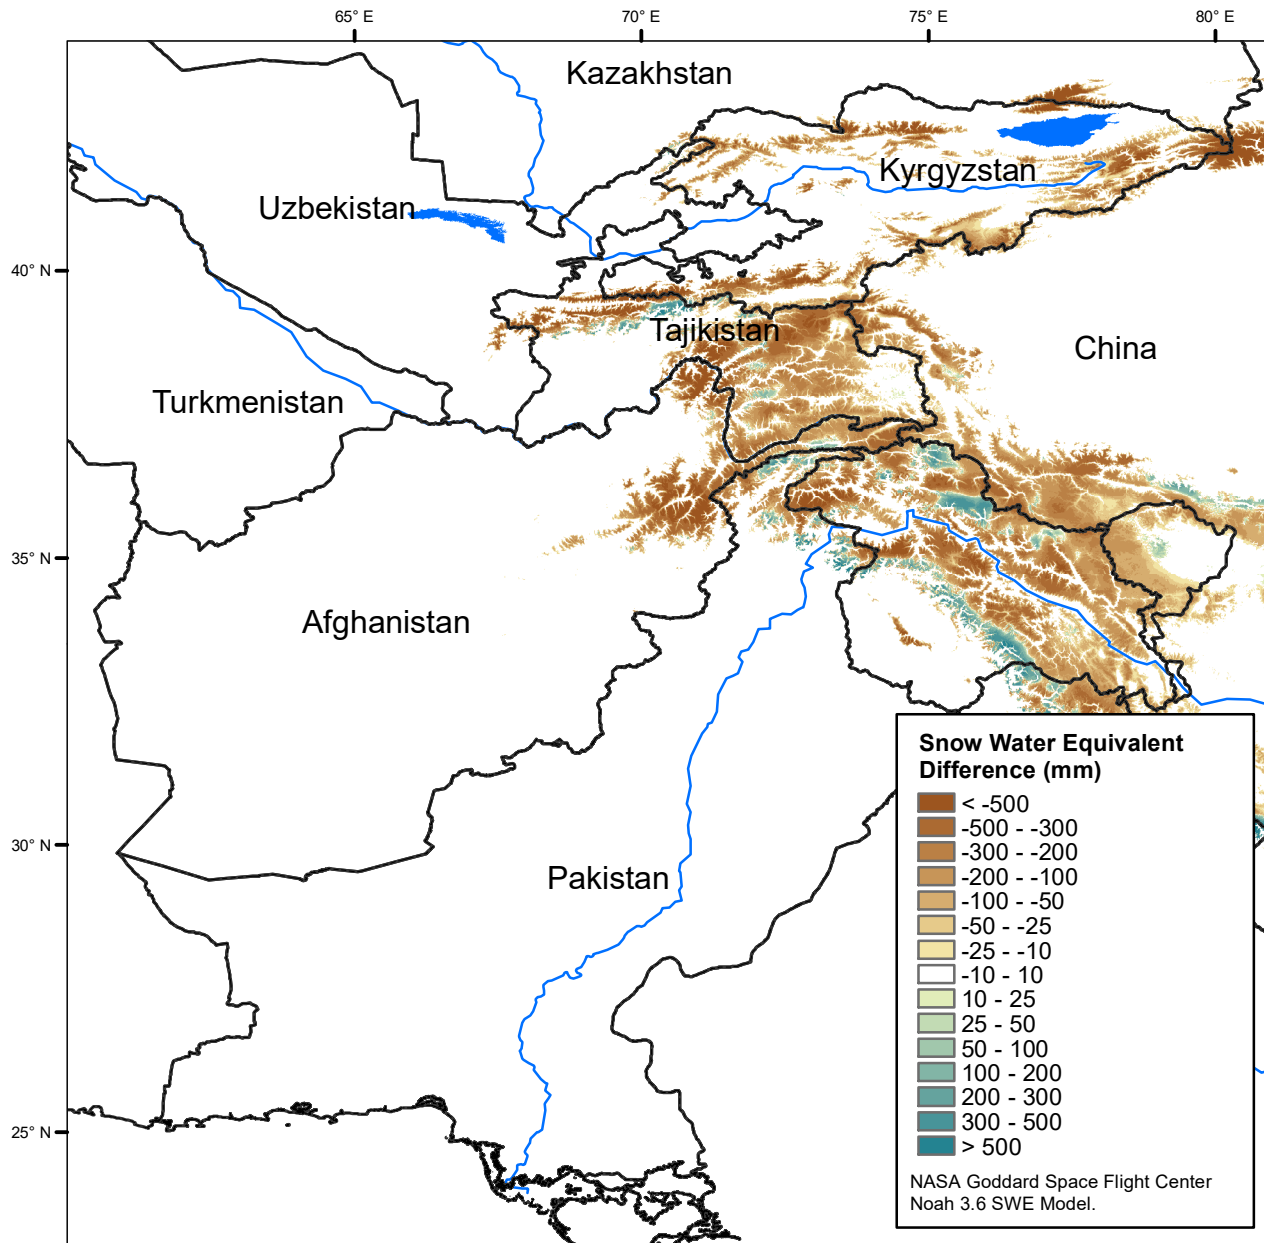 65° E
70° E
75° E
80° E
Kazakhstan
Kyrgyzstan
Uzbekistan
40° N
Tajikistan
China
Turkmenistan
35° N
Afghanistan
30° N
Pakistan
25° N
Snow Water Equivalent
Difference (mm)
< -500
-500 - -300
-300 - -200
-200 - -100
-100 - -50
-50 - -25
-25 - -10
-10 - 10
10 - 25
25 - 50
50 - 100
100 - 200
200 - 300
300 - 500
> 500
NASA Goddard Space Flight Center
Noah 3.6 SWE Model.